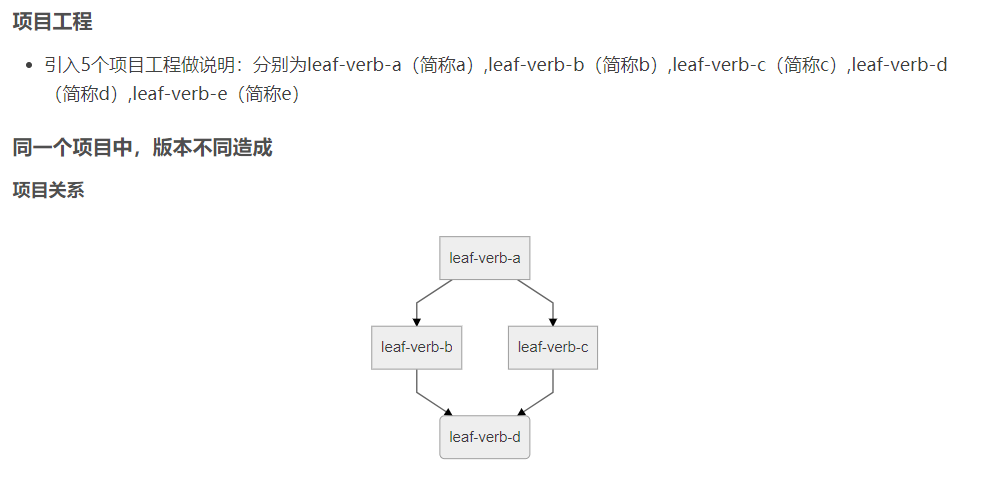 项目工程
引入5个项目工程做说明：分别为leaf-verb-a（简称a）,leaf-verb-b（简称b）,leaf-verb-c（简称c）,leaf-verb-d
（简称d）,leaf-verb-e（简称e）
同一个项目中，版本不同造成
项目关系
leaf-verb-a
leaf-verb-b
leaf-verb-c
leaf-verb-d